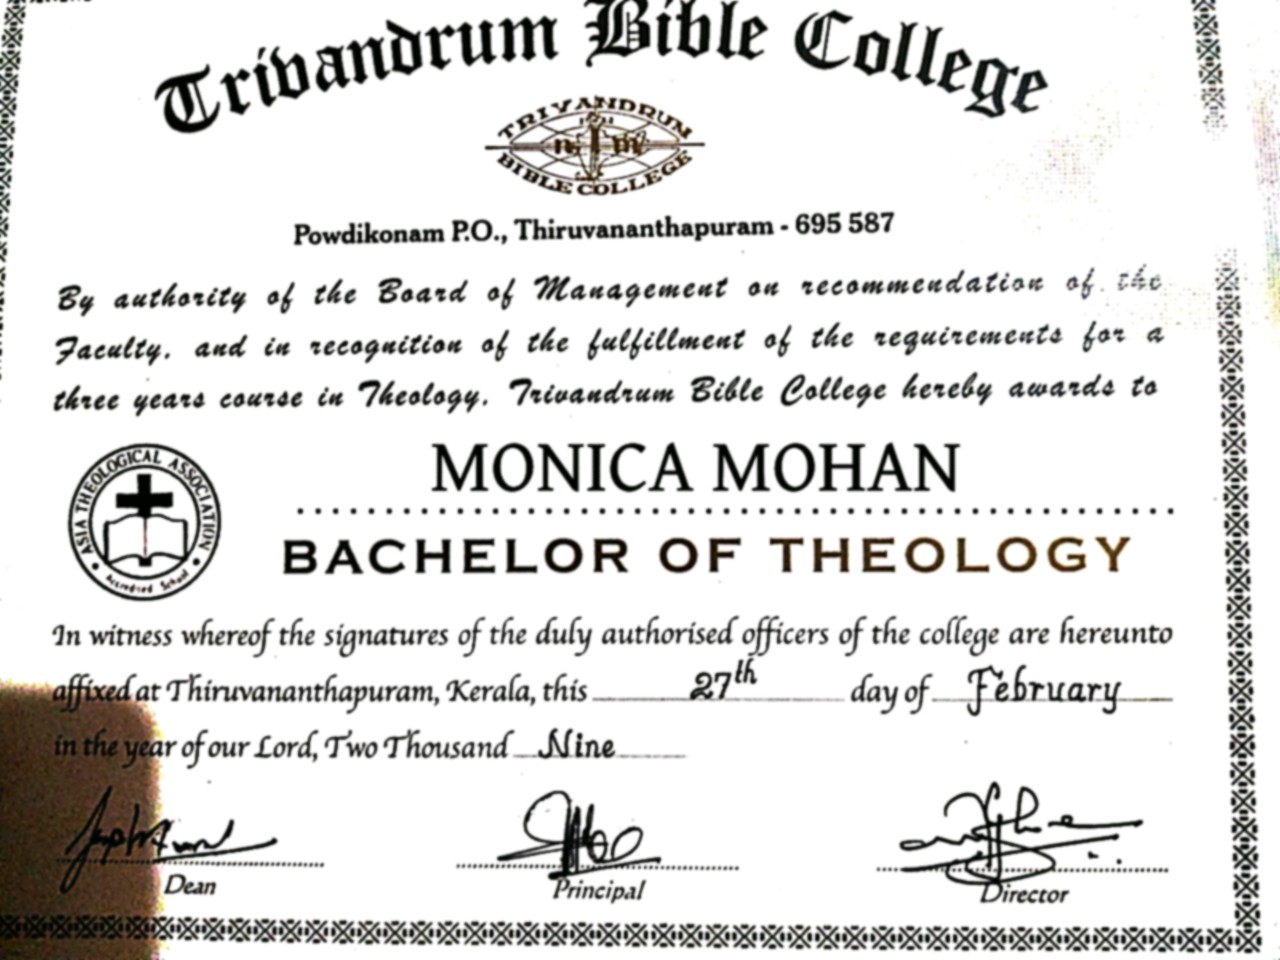 Trivandrum Bible College
TRIVANDRUM
BIBLE COLLEGE
Powdikonam P.O., Thiruvananthapuram - 695 587
By authority of the Board of Management on recommendation of the
Faculty, and in recognition of the fulfillment of the requirements for a
three years course in Theology, Trivandrum Bible College hereby awards to
MONICA MOHAN
ASIA THEOLOGICAL ASSOCIATION
Accredited School
BACHELOR OF THEOLOGY
In witness whereof the signatures of the duly authorised officers of the college are hereunto
affixed at Thiruvananthapuram, Kerala, this 27th day of February
in the year of our Lord, Two Thousand Nine
Dean Principal Director